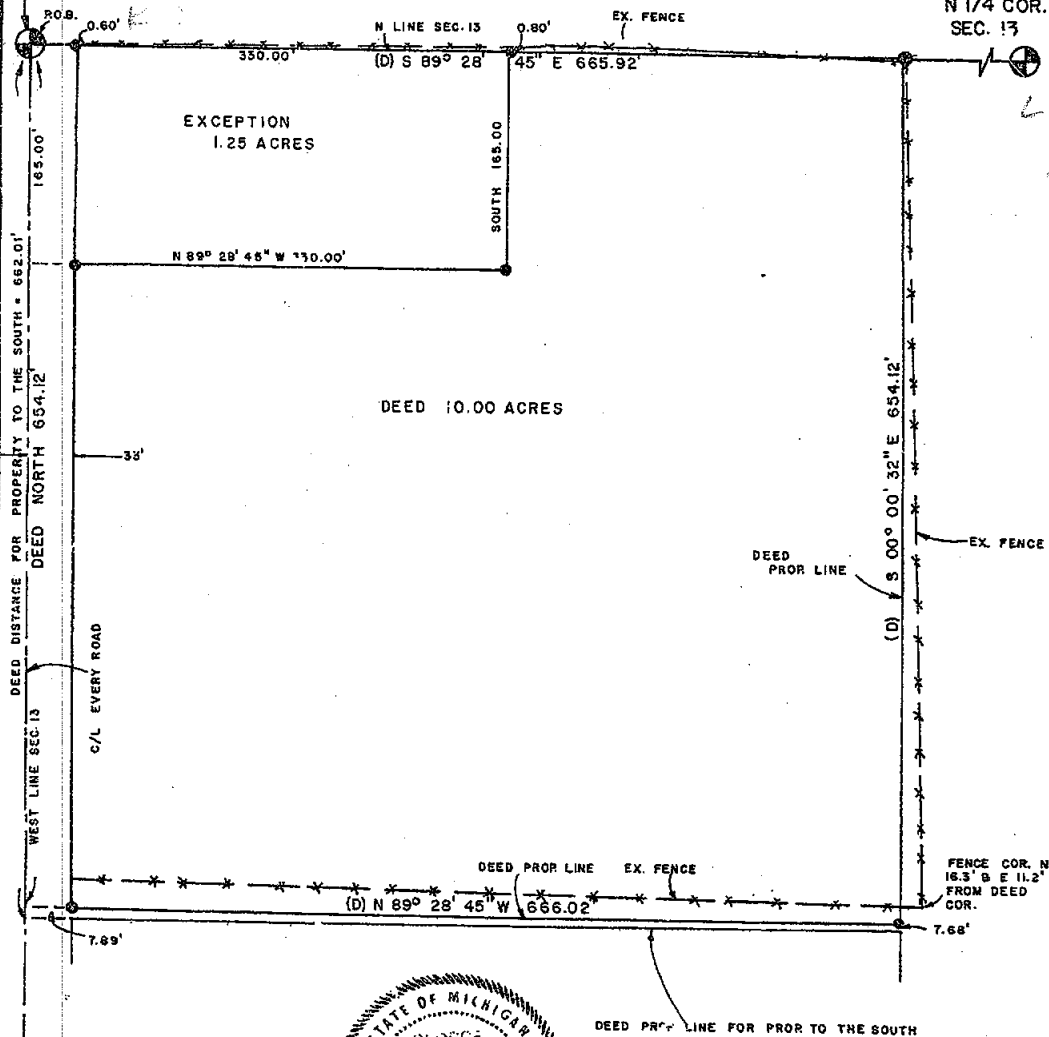 N 1/4 COR.
SEC. 13
P.O.B.
0.60'
N LINE SEC. 13
0.80'
EX. FENCE
330.00'
(D) S 89° 28' 45" E 665.92'
EXCEPTION
1.25 ACRES
165.00'
SOUTH 165.00
N 89° 28' 45" W 330.00'
DEED DISTANCE FOR PROPERTY TO THE SOUTH = 662.01'
DEED NORTH 654.12'
DEED 10.00 ACRES
33'
(D) S 00° 00' 32" E 654.12'
EX. FENCE
DEED
PROP. LINE
C/L EVERY ROAD
WEST LINE SEC. 13
DEED PROP. LINE
EX. FENCE
FENCE COR. N
16.3' & E 11.2'
FROM DEED
COR.
(D) N 89° 28' 45" W 666.02'
7.89'
7.68'
STATE OF MICHIGAN
DEED PROP. LINE FOR PROP. TO THE SOUTH